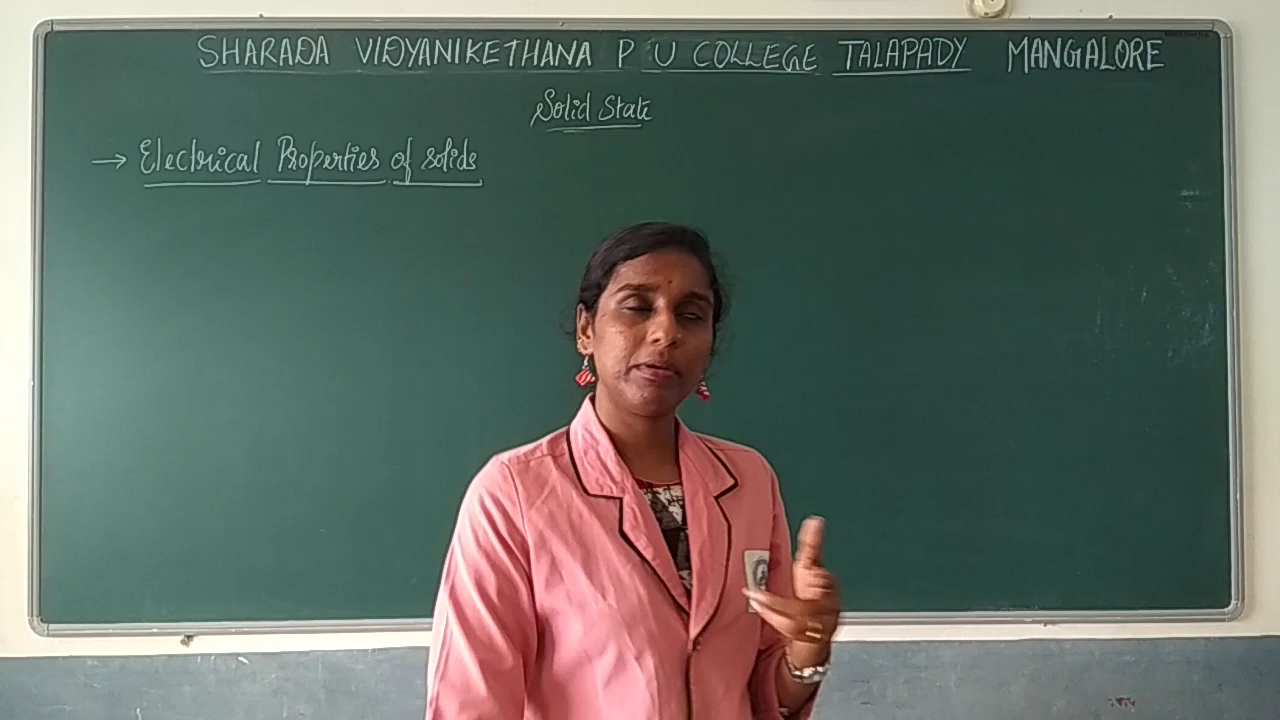 SHARADA VIDYANIKETHANA P U COLLEGE TALAPADY MANGALORE
Solid State
→ Electrical Properties of solids